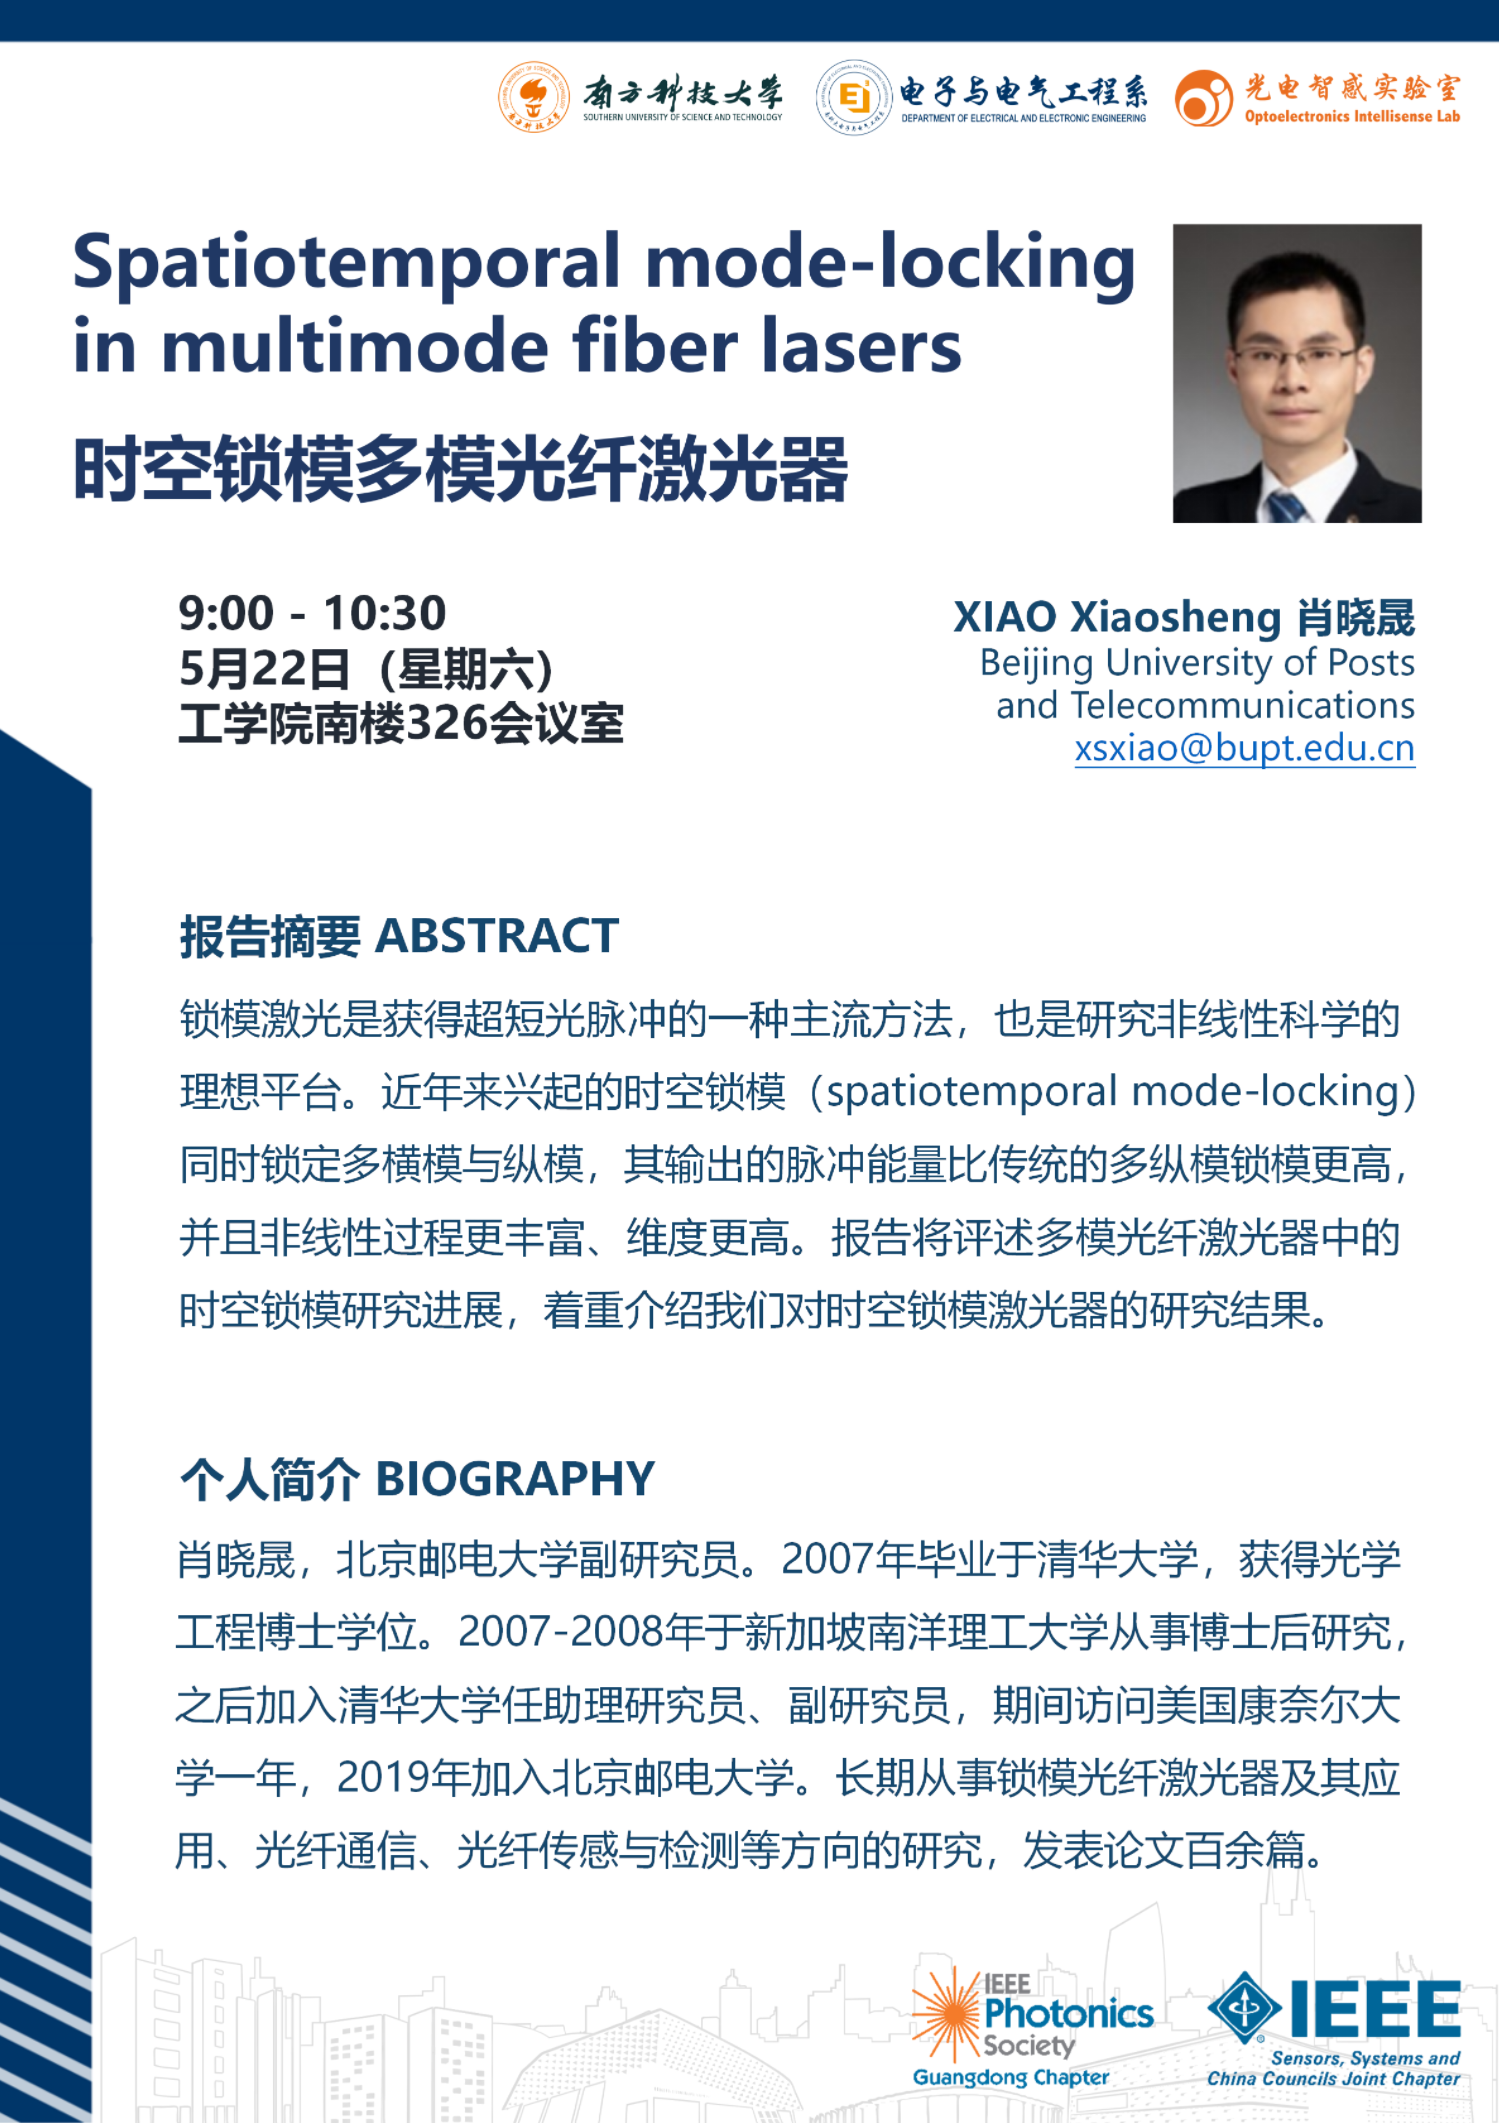 南方科技大学
SOUTHERN UNIVERSITY OF SCIENCE AND TECHNOLOGY
电子与电气工程系
DEPARTMENT OF ELECTRICAL AND ELECTRONIC ENGINEERING
光电智感实验室
Optoelectronics Intellisense Lab
Spatiotemporal mode-locking
in multimode fiber lasers
时空锁模多模光纤激光器
9:00 - 10:30
5月22日（星期六）
工学院南楼326会议室
XIAO Xiaosheng 肖晓晟
Beijing University of Posts
and Telecommunications
xsxiao@bupt.edu.cn
报告摘要 ABSTRACT
锁模激光是获得超短光脉冲的一种主流方法，也是研究非线性科学的
理想平台。近年来兴起的时空锁模（spatiotemporal mode-locking）
同时锁定多横模与纵模，其输出的脉冲能量比传统的多纵模锁模更高，
并且非线性过程更丰富、维度更高。报告将评述多模光纤激光器中的
时空锁模研究进展，着重介绍我们对时空锁模激光器的研究结果。
个人简介 BIOGRAPHY
肖晓晟，北京邮电大学副研究员。2007年毕业于清华大学，获得光学
工程博士学位。2007-2008年于新加坡南洋理工大学从事博士后研究，
之后加入清华大学任助理研究员、副研究员，期间访问美国康奈尔大
学一年，2019年加入北京邮电大学。长期从事锁模光纤激光器及其应
用、光纤通信、光纤传感与检测等方向的研究，发表论文百余篇。
IEEE
Photonics
Society
Guangdong Chapter
IEEE
Sensors, Systems and
China Councils Joint Chapter